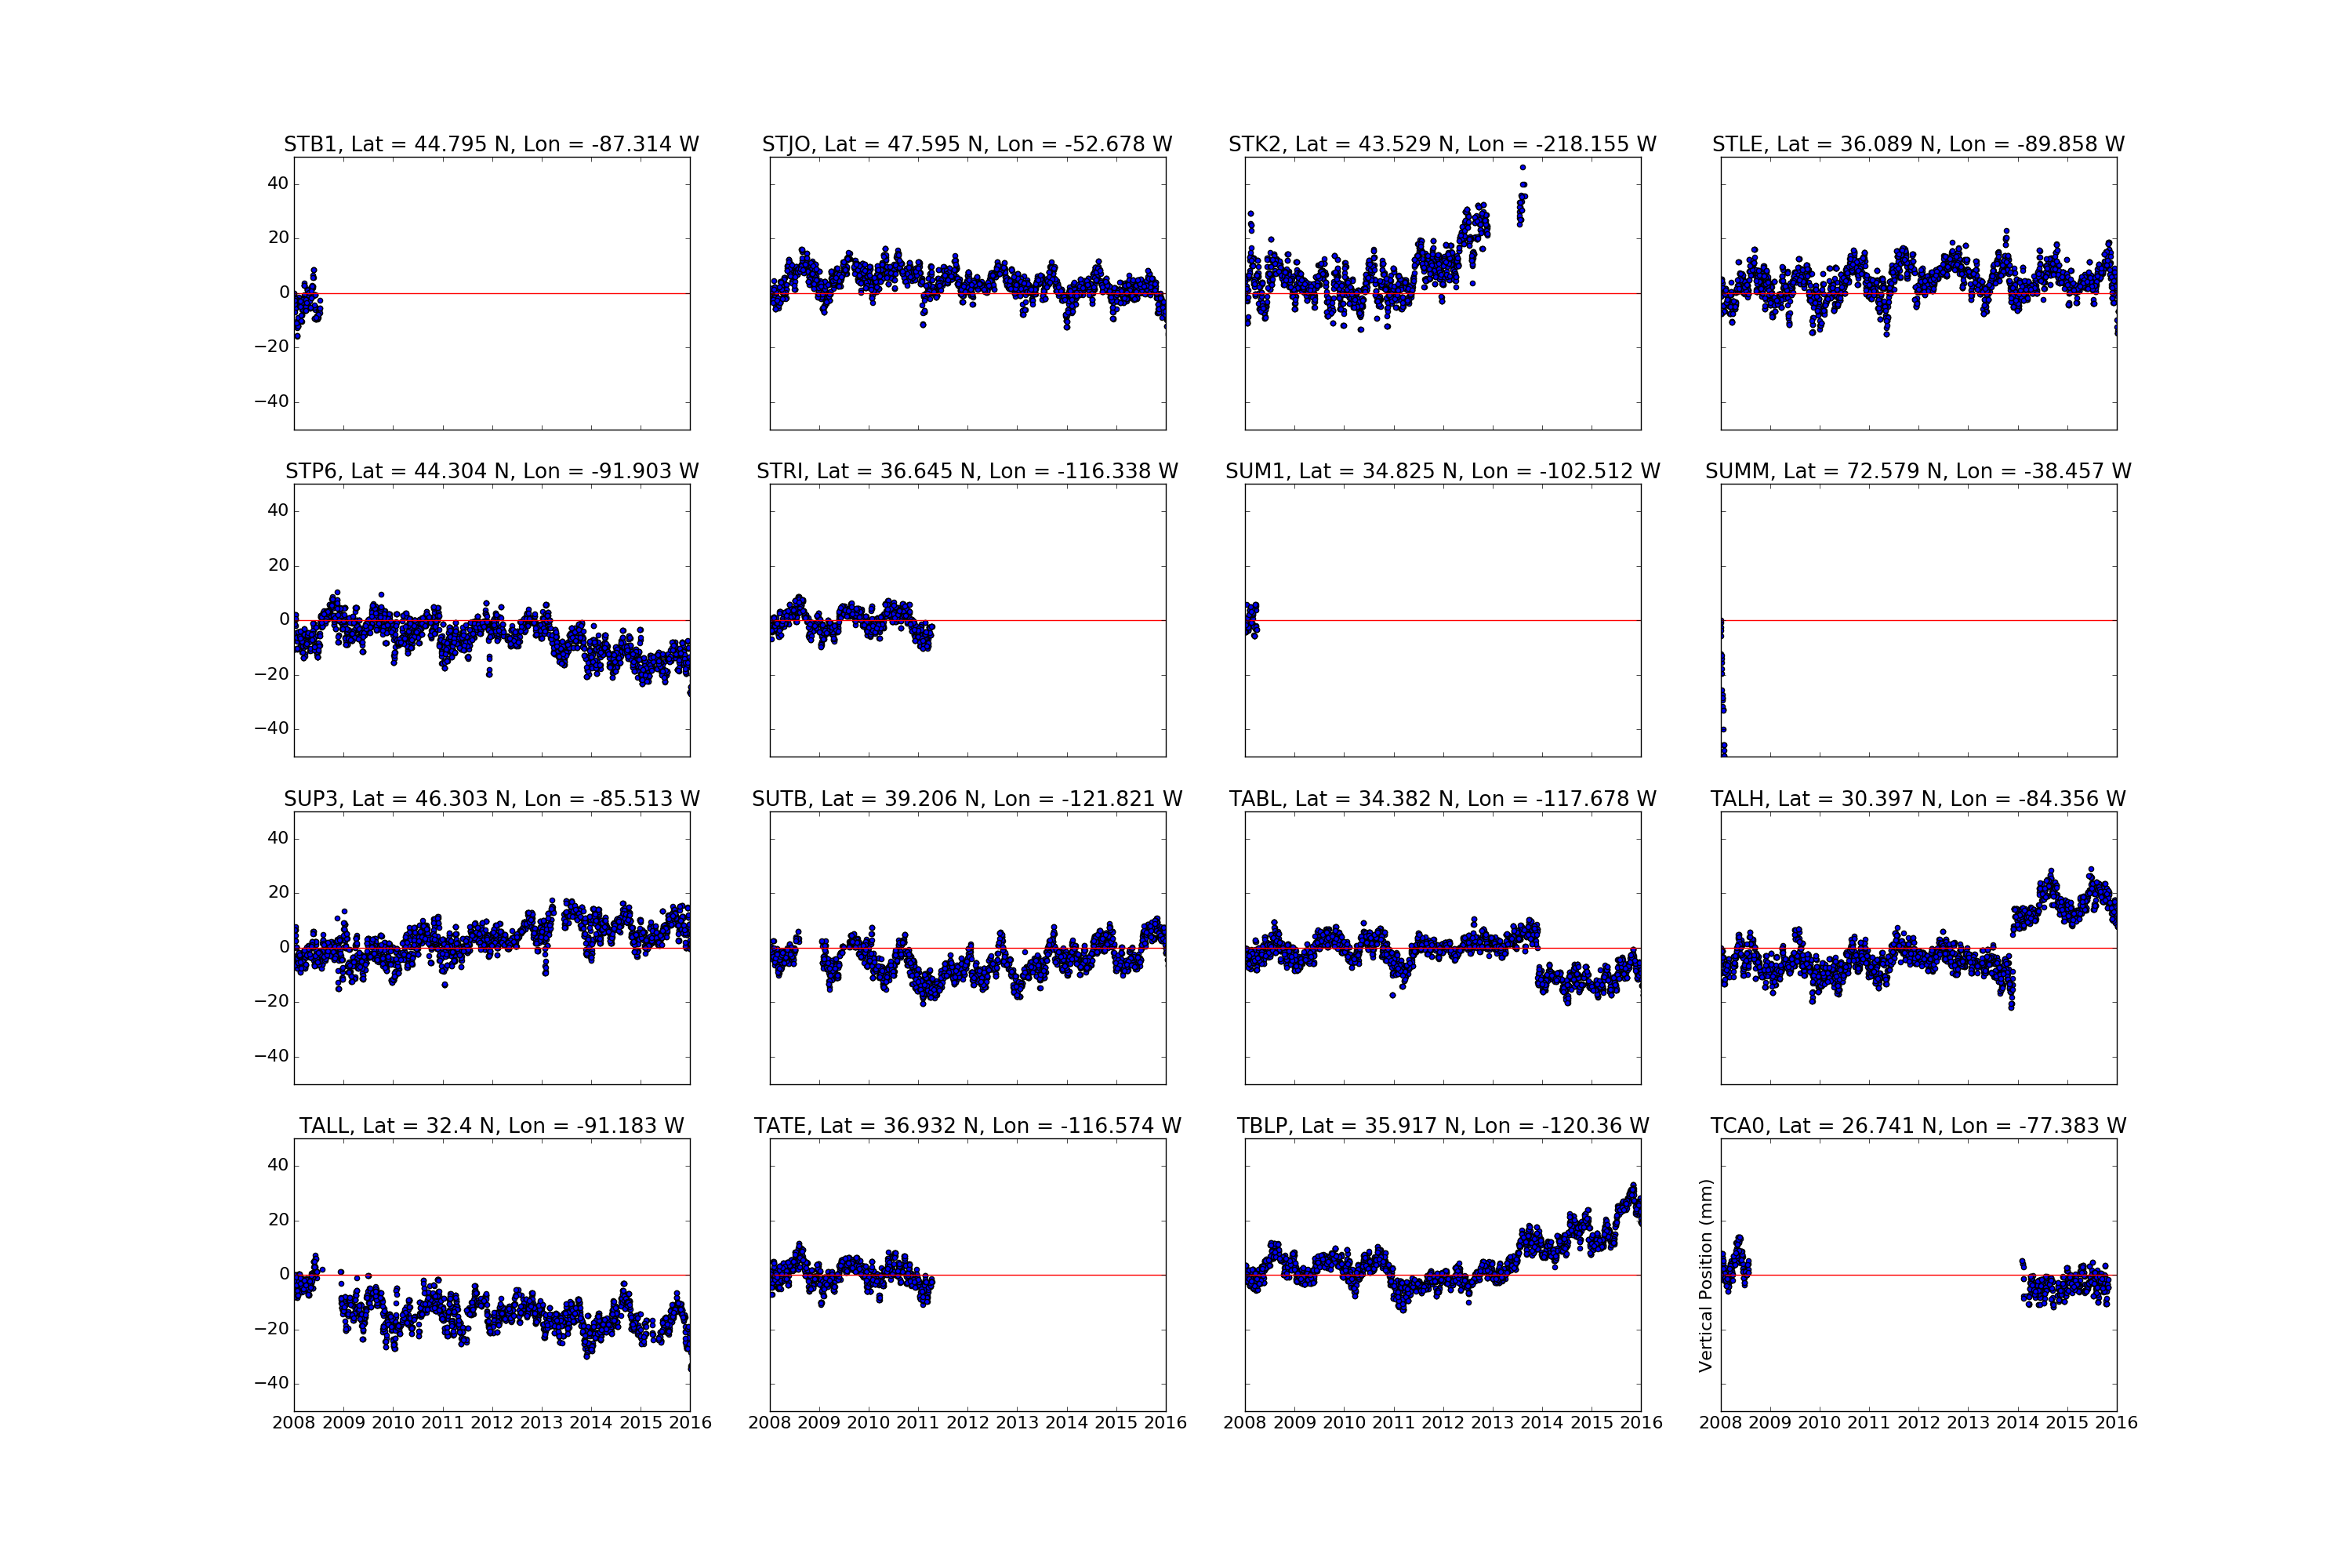 STB1, Lat = 44.795 N, Lon = -87.314 W
STJO, Lat = 47.595 N, Lon = -52.678 W
STK2, Lat = 43.529 N, Lon = -218.155 W
STLE, Lat = 36.089 N, Lon = -89.858 W
40
20
0
−20
−40
STP6, Lat = 44.304 N, Lon = -91.903 W
STRI, Lat = 36.645 N, Lon = -116.338 W
SUM1, Lat = 34.825 N, Lon = -102.512 W
SUMM, Lat = 72.579 N, Lon = -38.457 W
40
20
0
−20
−40
SUP3, Lat = 46.303 N, Lon = -85.513 W
SUTB, Lat = 39.206 N, Lon = -121.821 W
TABL, Lat = 34.382 N, Lon = -117.678 W
TALH, Lat = 30.397 N, Lon = -84.356 W
40
20
0
−20
−40
TALL, Lat = 32.4 N, Lon = -91.183 W
TATE, Lat = 36.932 N, Lon = -116.574 W
TBLP, Lat = 35.917 N, Lon = -120.36 W
TCA0, Lat = 26.741 N, Lon = -77.383 W
40
20
0
−20
−40
Vertical Position (mm)
2008 2009 2010 2011 2012 2013 2014 2015 2016
2008 2009 2010 2011 2012 2013 2014 2015 2016
2008 2009 2010 2011 2012 2013 2014 2015 2016
2008 2009 2010 2011 2012 2013 2014 2015 2016